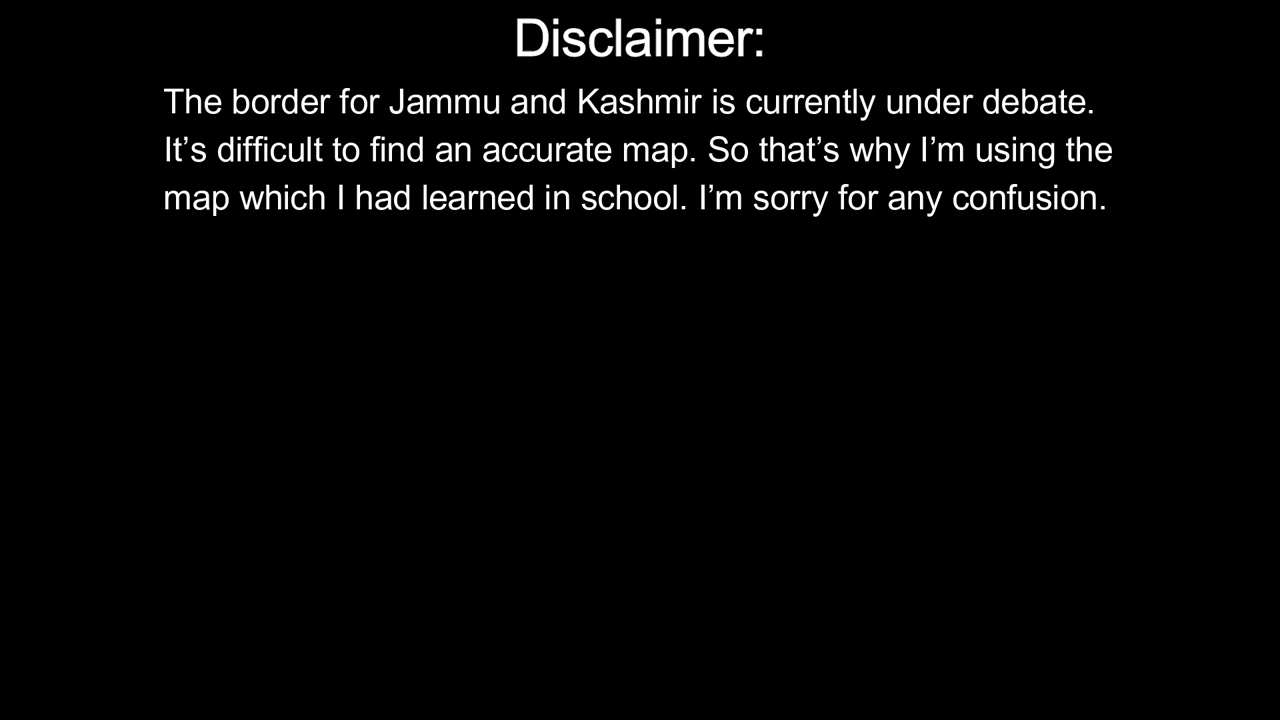 Disclaimer:
The border for Jammu and Kashmir is currently under debate.
It’s difficult to find an accurate map. So that’s why I’m using the
map which I had learned in school. I’m sorry for any confusion.